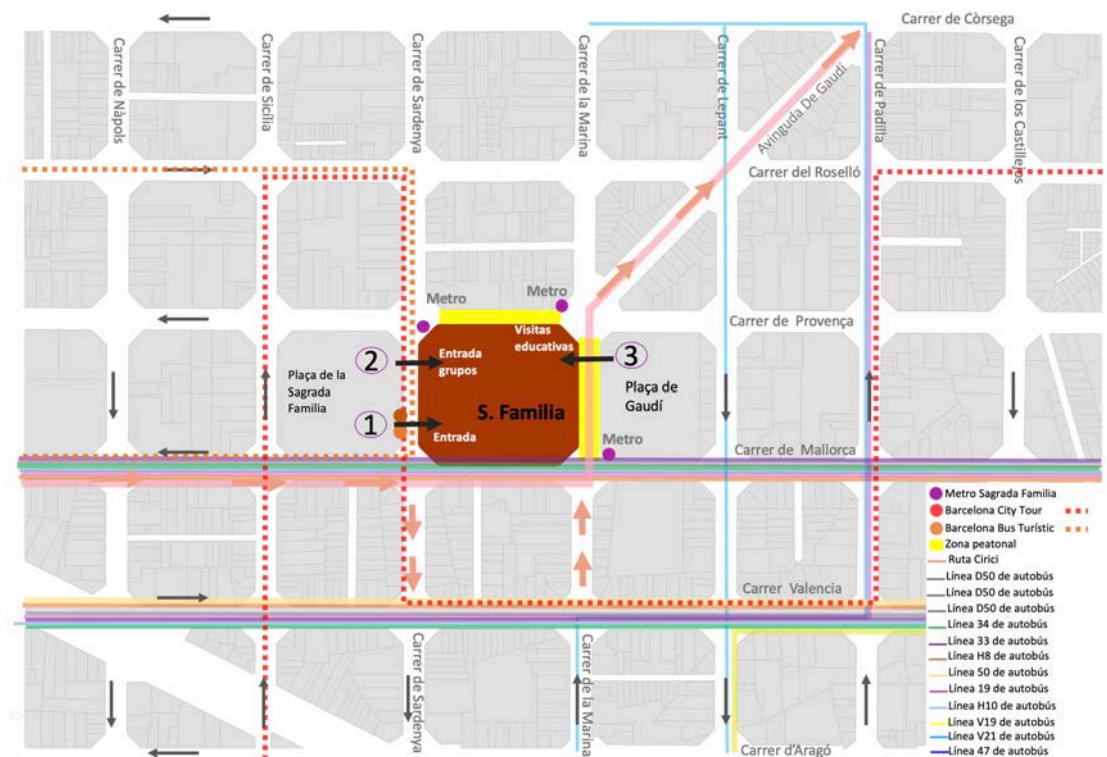 Carrer de Còrsega
Carrer de Nàpols
Carrer de Sicília
Carrer de Sardenya
Carrer de la Marina
Carrer de Lepant
Avinguda De Gaudí
Carrer de Padilla
Carrer de los Castillejos
Carrer del Roselló
Metro
Metro
Visitas
educativas
Carrer de Provença
2
Entrada
grupos
3
Plaça de la
Sagrada
Familia
Plaça de
Gaudí
S. Familia
1
Entrada
Metro
Carrer de Mallorca
Metro Sagrada Familia
Barcelona City Tour
Barcelona Bus Turístic
Zona peatonal
Ruta Cirici
Línea D50 de autobús
Línea D50 de autobús
Línea D50 de autobús
Línea 34 de autobús
Línea 33 de autobús
Línea H8 de autobús
Línea 50 de autobús
Línea 19 de autobús
Línea H10 de autobús
Línea V19 de autobús
Línea V21 de autobús
Línea 47 de autobús
Carrer Valencia
Carrer de Sardenya
Carrer de la Marina
Carrer d'Aragó